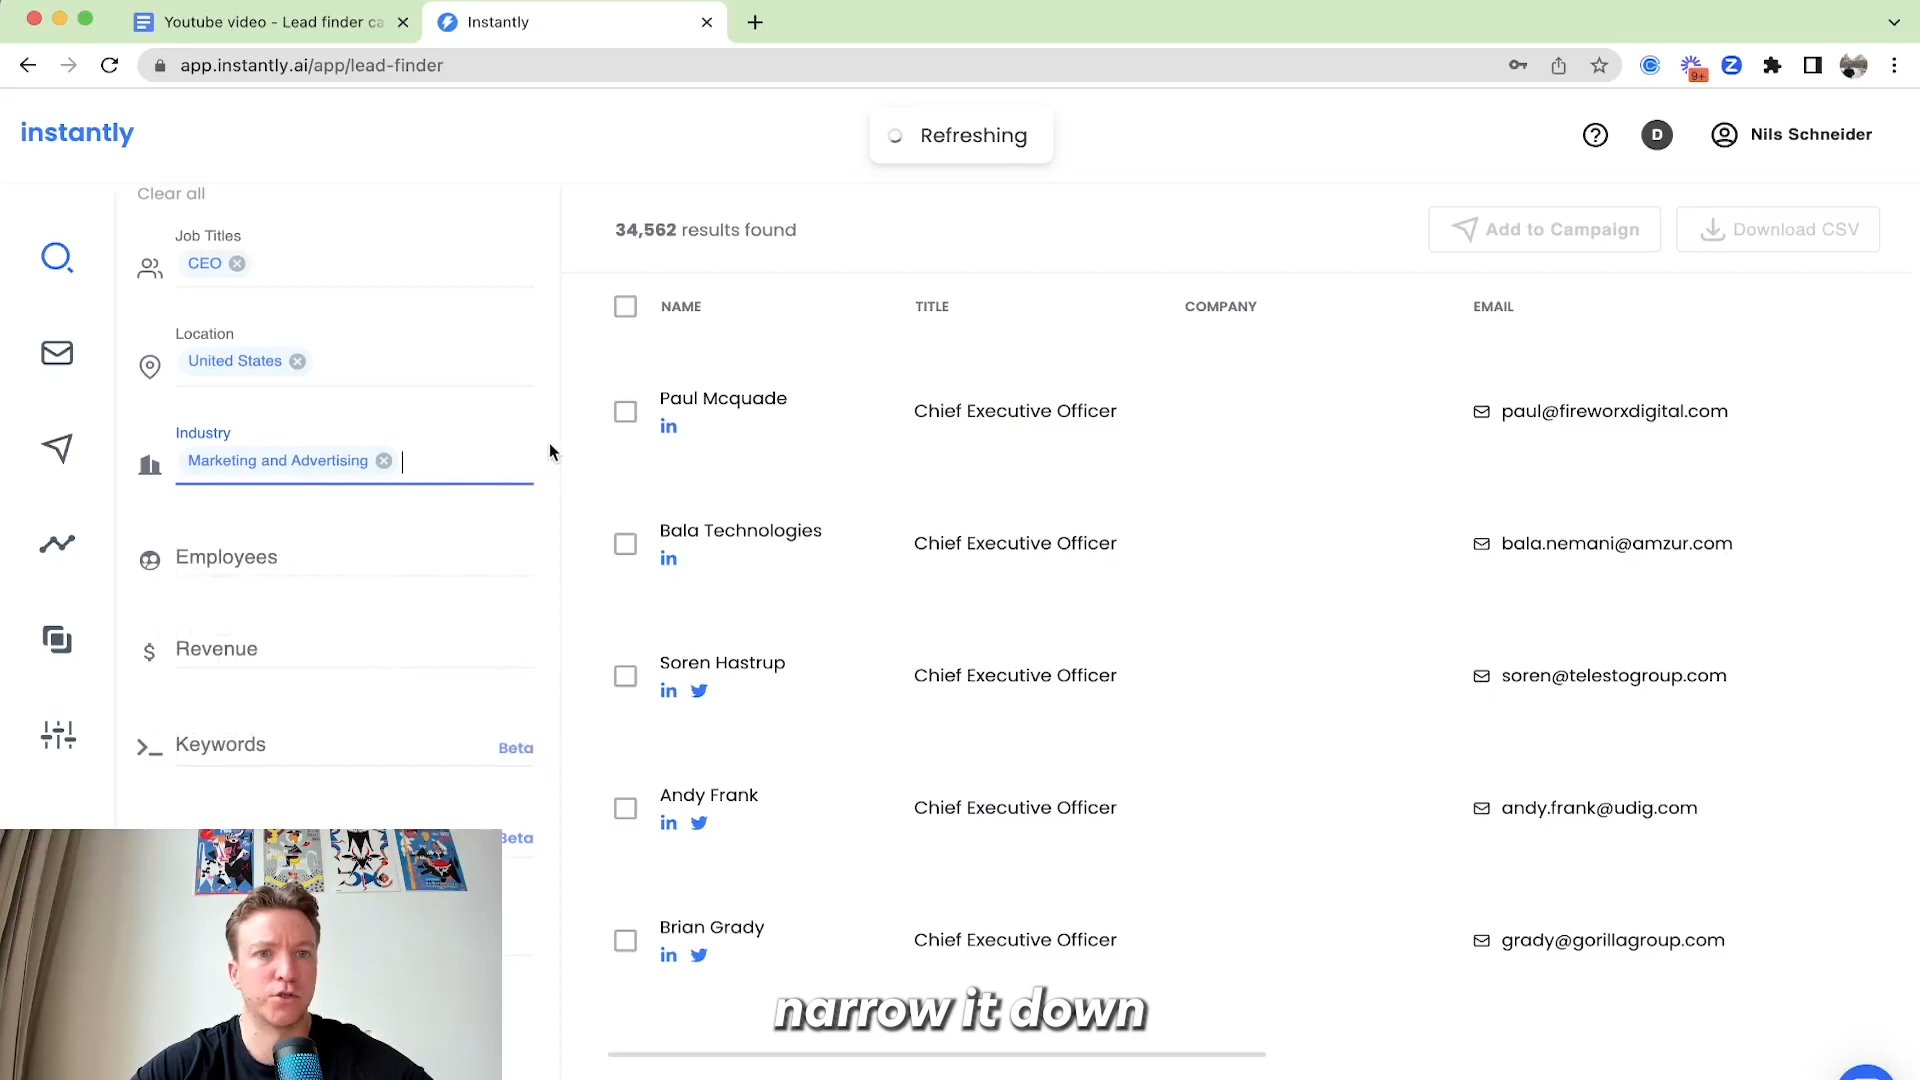 Youtube video - Lead finder ca
Instantly
app.instantly.ai/app/lead-finder
9+
instantly
Refreshing
D
Nils Schneider
Clear all
Job Titles
CEO
Location
United States
Industry
Marketing and Advertising
Employees
$ Revenue
Keywords
Beta
Beta
34,562 results found
Add to Campaign
Download CSV
NAME TITLE COMPANY EMAIL
Paul Mcquade
Chief Executive Officer
paul@fireworxdigital.com
Bala Technologies
Chief Executive Officer
bala.nemani@amzur.com
Soren Hastrup
Chief Executive Officer
soren@telestogroup.com
Andy Frank
Chief Executive Officer
andy.frank@udig.com
Brian Grady
Chief Executive Officer
grady@gorillagroup.com
narrow it down